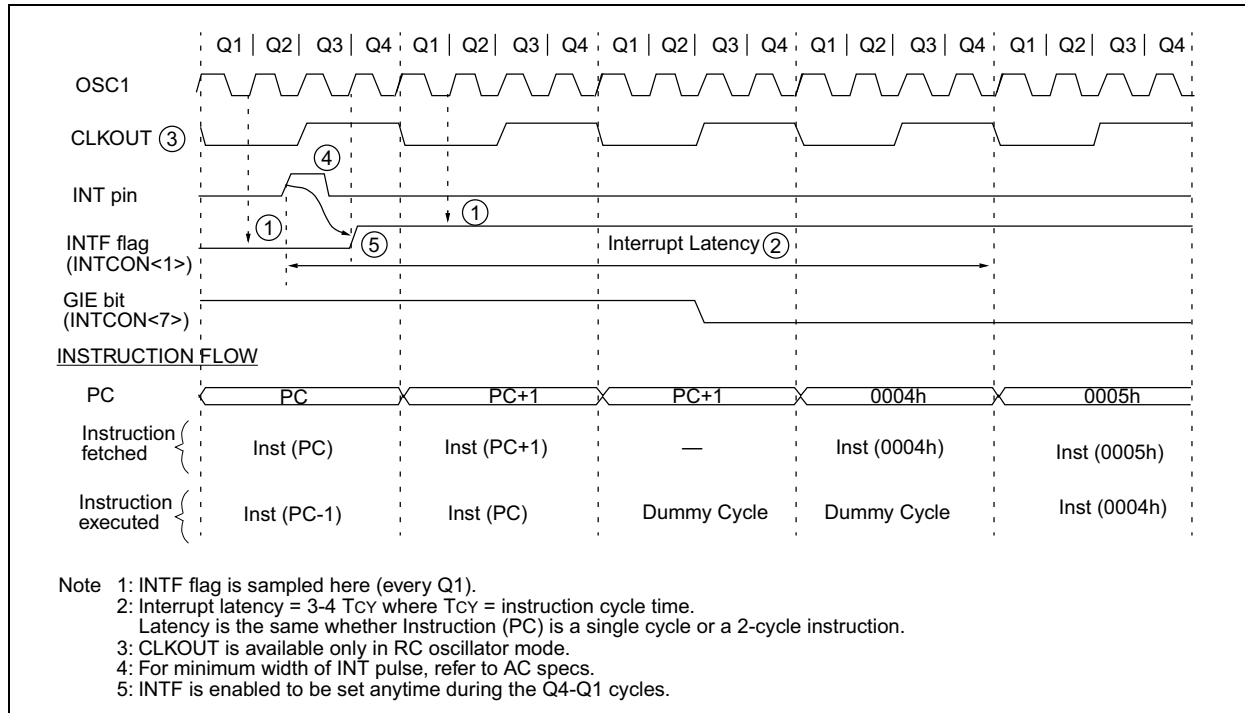 Q1 | Q2 | Q3 | Q4 Q1 | Q2 | Q3 | Q4 Q1 | Q2 | Q3 | Q4 Q1 | Q2 | Q3 | Q4 Q1 | Q2 | Q3 | Q4
OSC1
CLKOUT ③
④
INT pin
① ①
INTF flag
(INTCON<1>)
⑤
Interrupt Latency ②
GIE bit
(INTCON<7>)
INSTRUCTION FLOW
PC PC PC+1 PC+1 0004h 0005h
Instruction
fetched
Inst (PC) Inst (PC+1) — Inst (0004h) Inst (0005h)
Instruction
executed
Inst (PC-1) Inst (PC) Dummy Cycle Dummy Cycle Inst (0004h)
Note 1: INTF flag is sampled here (every Q1).
2: Interrupt latency = 3-4 TCY where TCY = instruction cycle time.
Latency is the same whether Instruction (PC) is a single cycle or a 2-cycle instruction.
3: CLKOUT is available only in RC oscillator mode.
4: For minimum width of INT pulse, refer to AC specs.
5: INTF is enabled to be set anytime during the Q4-Q1 cycles.